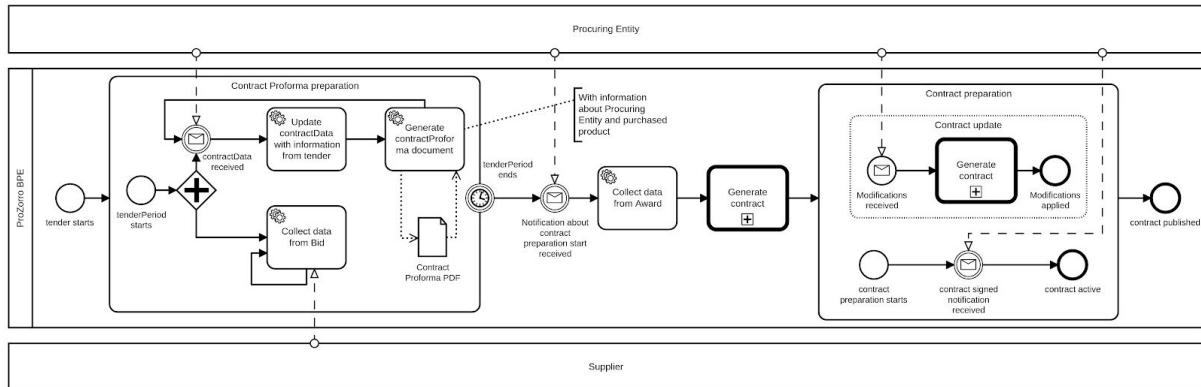 Procuring Entity
ProZorro BPE
Contract Proforma preparation
Update
contractData
with information
from tender
Generate
contractProfor
ma document
With information
about Procuring
Entity and purchased
product
contractData
received
tender starts
tenderPeriod
starts
Collect data
from Bid
Contract
Proforma PDF
tenderPeriod
ends
Notification about
contract
preparation start
received
Collect data
from Award
Generate
contract
Contract preparation
Contract update
Modifications
received
Generate
contract
Modifications
applied
contract
preparation starts
contract signed
notification
received
contract active
contract published
Supplier